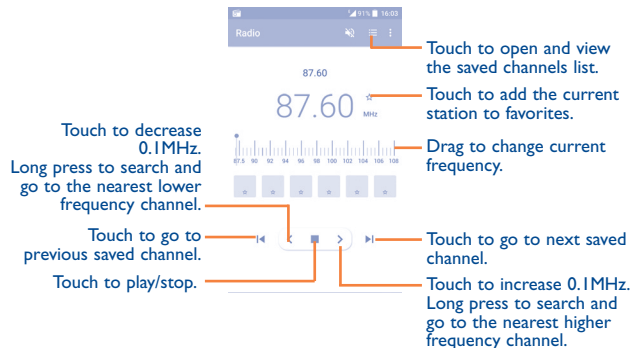 91% 16:03
Radio
87.60
87.60
MHz
87.5 90 92 94 96 98 100 102 104 106 108
Touch to open and view
the saved channels list.
Touch to add the current
station to favorites.
Drag to change current
frequency.
Touch to decrease
0.1MHz.
Long press to search and
go to the nearest lower
frequency channel.
Touch to go to
previous saved channel.
Touch to play/stop.
Touch to go to next saved
channel.
Touch to increase 0.1MHz.
Long press to search and
go to the nearest higher
frequency channel.